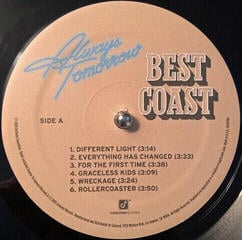 Always
Tomorrow
BEST
COAST
SIDE A
1. DIFFERENT LIGHT (3:14)
2. EVERYTHING HAS CHANGED (3:33)
3. FOR THE FIRST TIME (3:38)
4. GRACELESS KIDS (3:09)
5. WRECKAGE (3:42)
6. ROLLERCOASTER (3:50)